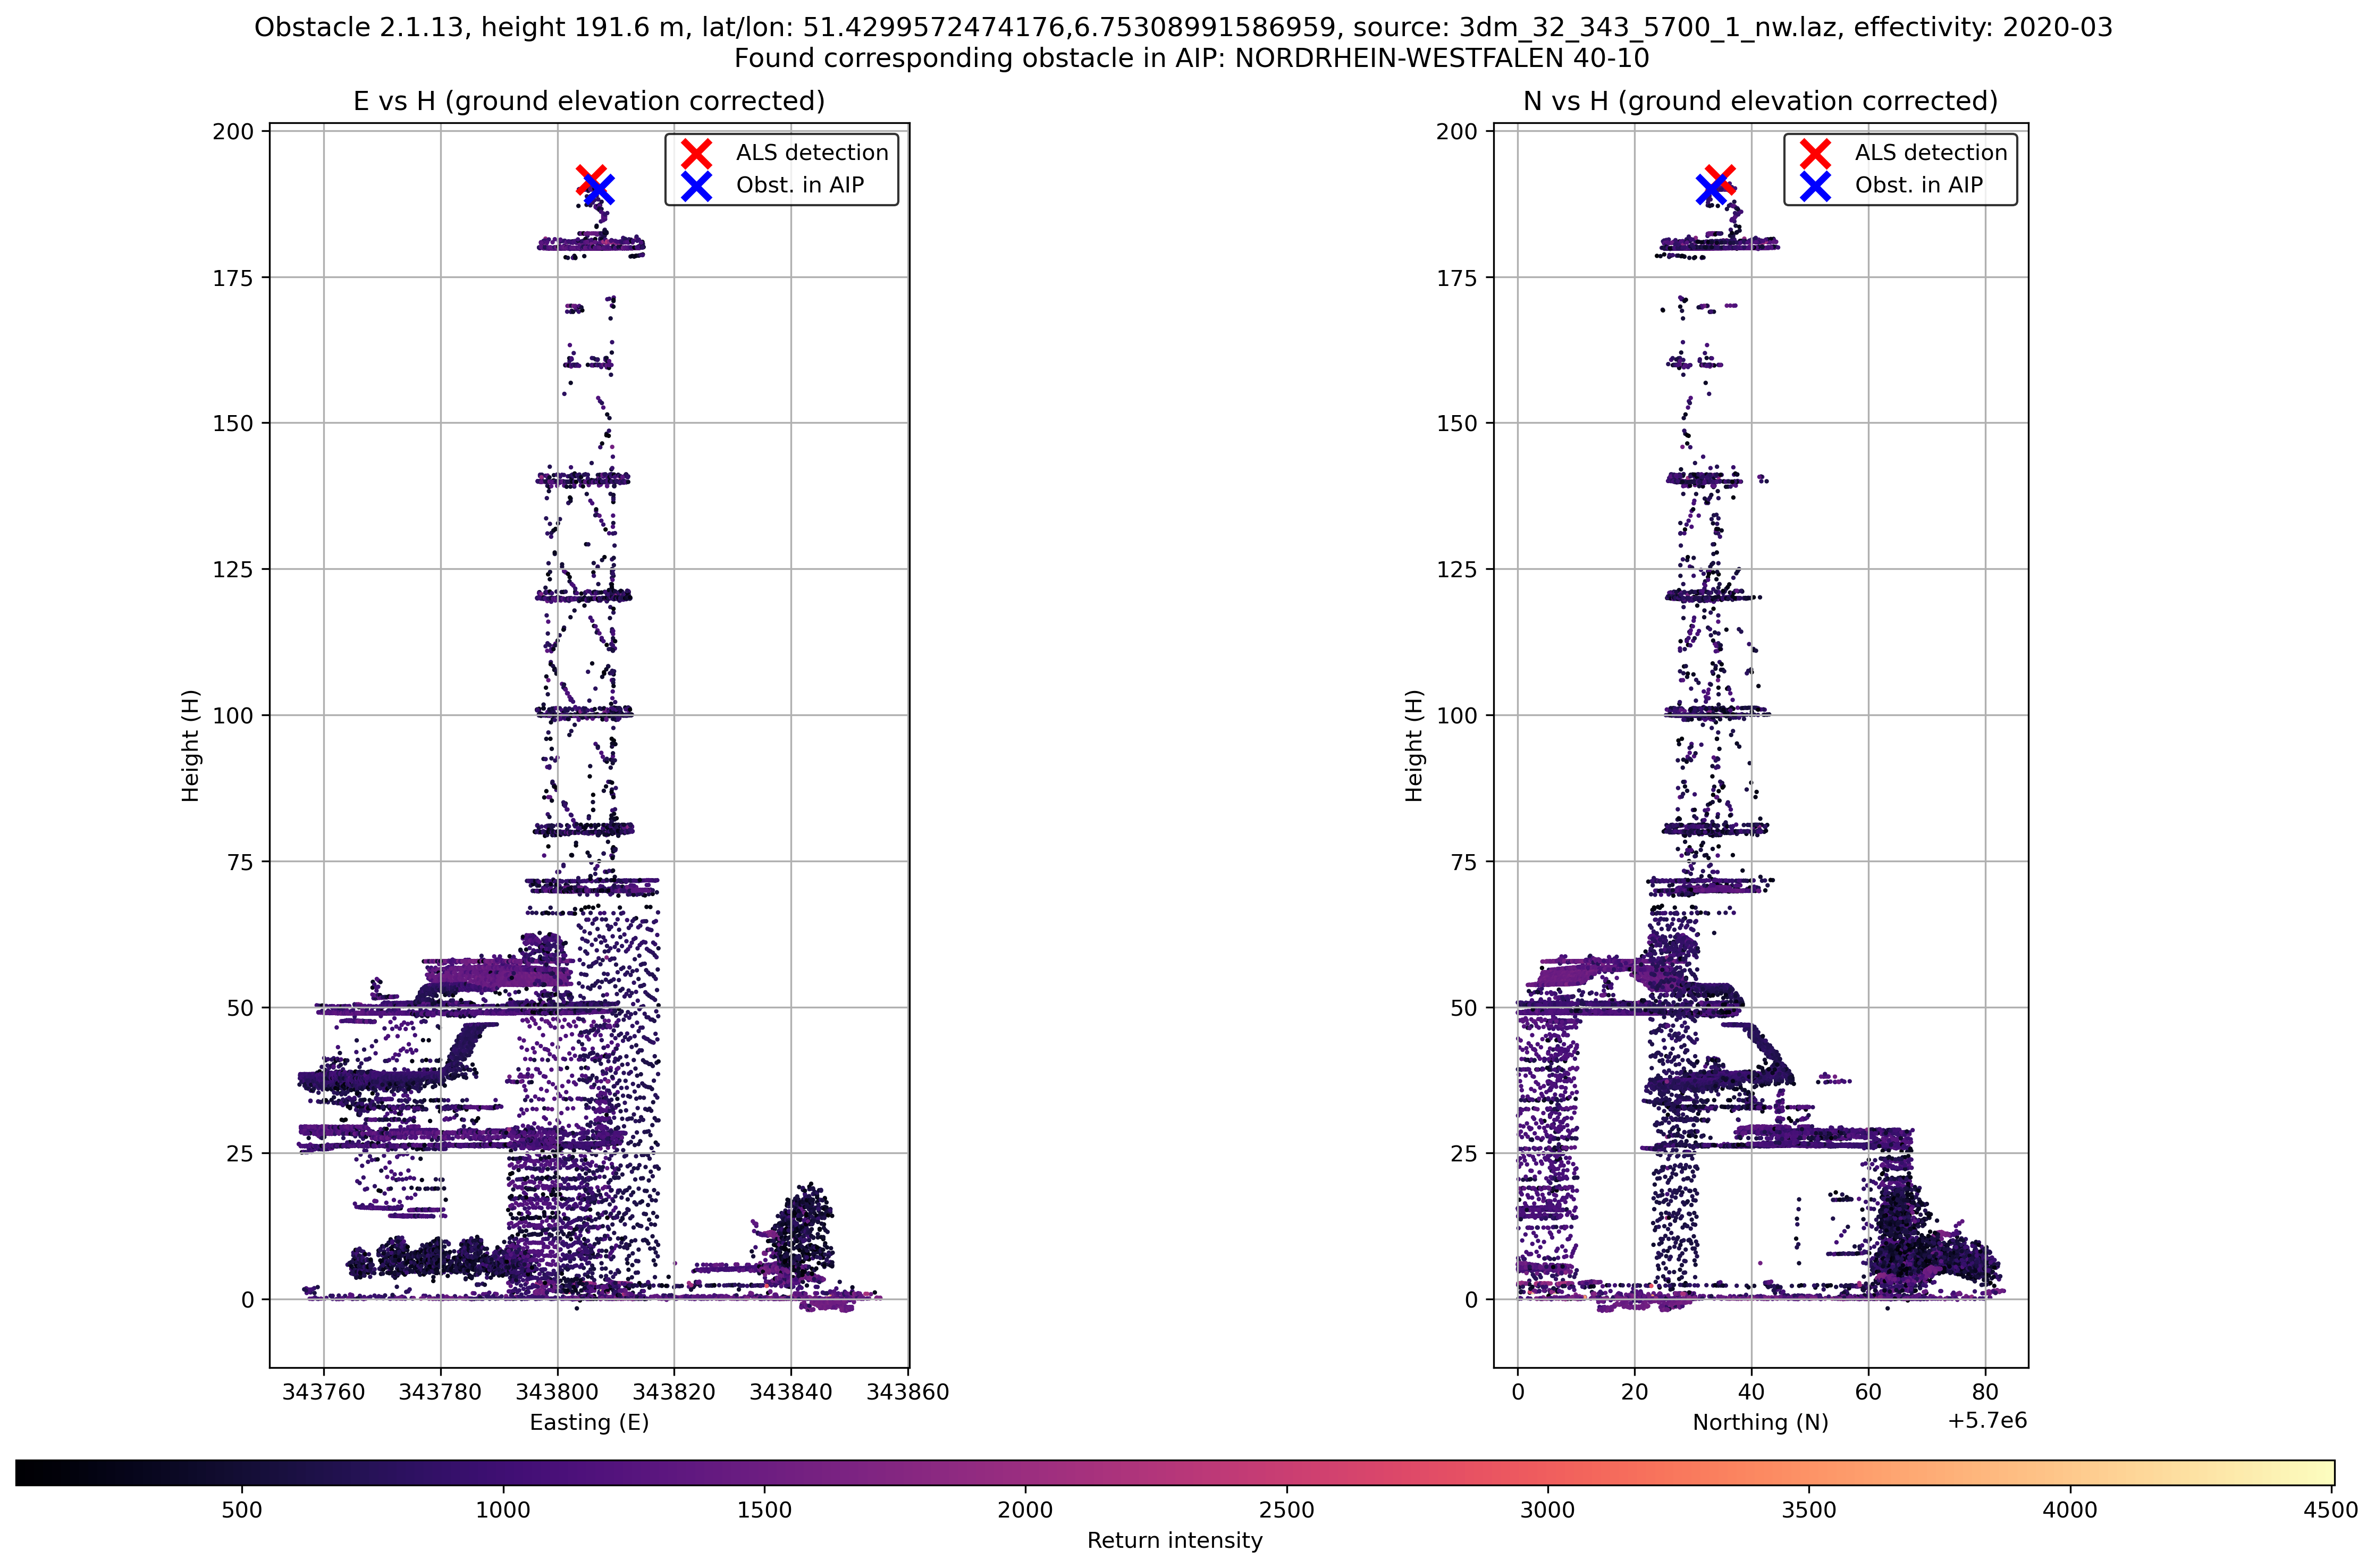 Obstacle 2.1.13, height 191.6 m, lat/lon: 51.4299572474176,6.75308991586959, source: 3dm_32_343_5700_1_nw.laz, effectivity: 2020-03
Found corresponding obstacle in AIP: NORDRHEIN-WESTFALEN 40-10
E vs H (ground elevation corrected)
200
175
150
125
100
75
50
25
0
Height (H)
ALS detection
Obst. in AIP
343760 343780 343800 343820 343840 343860
Easting (E)
N vs H (ground elevation corrected)
200
175
150
125
100
75
50
25
0
Height (H)
ALS detection
Obst. in AIP
0 20 40 60 80
Northing (N)
+5.7e6
500 1000 1500 2000 2500 3000 3500 4000 4500
Return intensity